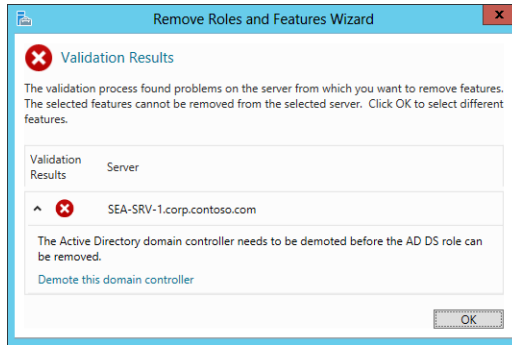 Remove Roles and Features Wizard
x
Validation Results
The validation process found problems on the server from which you want to remove features.
The selected features cannot be removed from the selected server. Click OK to select different
features.
Validation
Results
Server
SEA-SRV-1.corp.contoso.com
The Active Directory domain controller needs to be demoted before the AD DS role can
be removed.
Demote this domain controller
OK